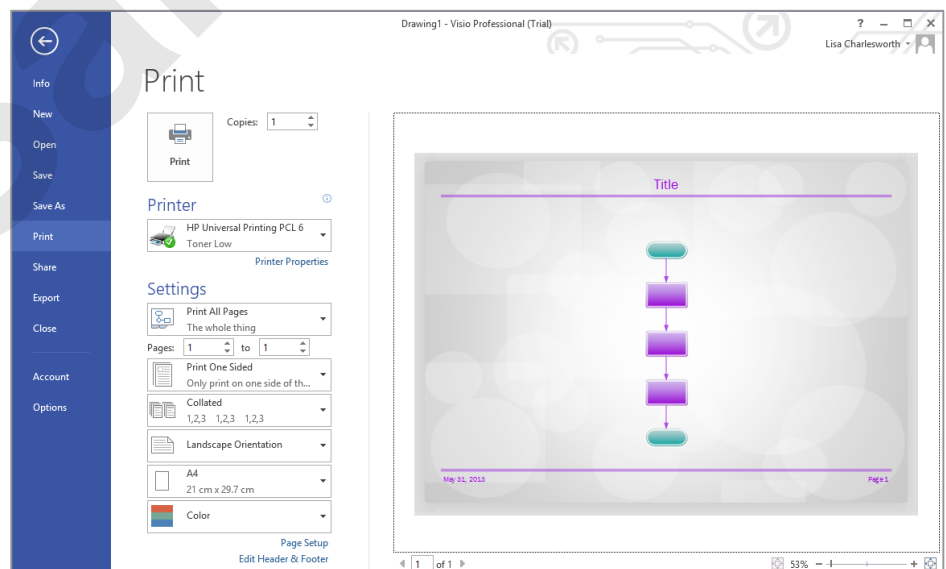 Drawing1 - Visio Professional (Trial)
?
Lisa Charlesworth
Info
New
Open
Save
Save As
Print
Share
Export
Close
Account
Options
Print
Print
Copies: 1
Printer
HP Universal Printing PCL 6
Toner Low
Printer Properties
Settings
Print All Pages
The whole thing
Pages: 1 to 1
Print One Sided
Only print on one side of th...
Collated
1,2,3 1,2,3 1,2,3
Landscape Orientation
A4
21 cm x 29.7 cm
Color
Page Setup
Edit Header & Footer
Title
May 31, 2013
Page 1
1 of 1
53%